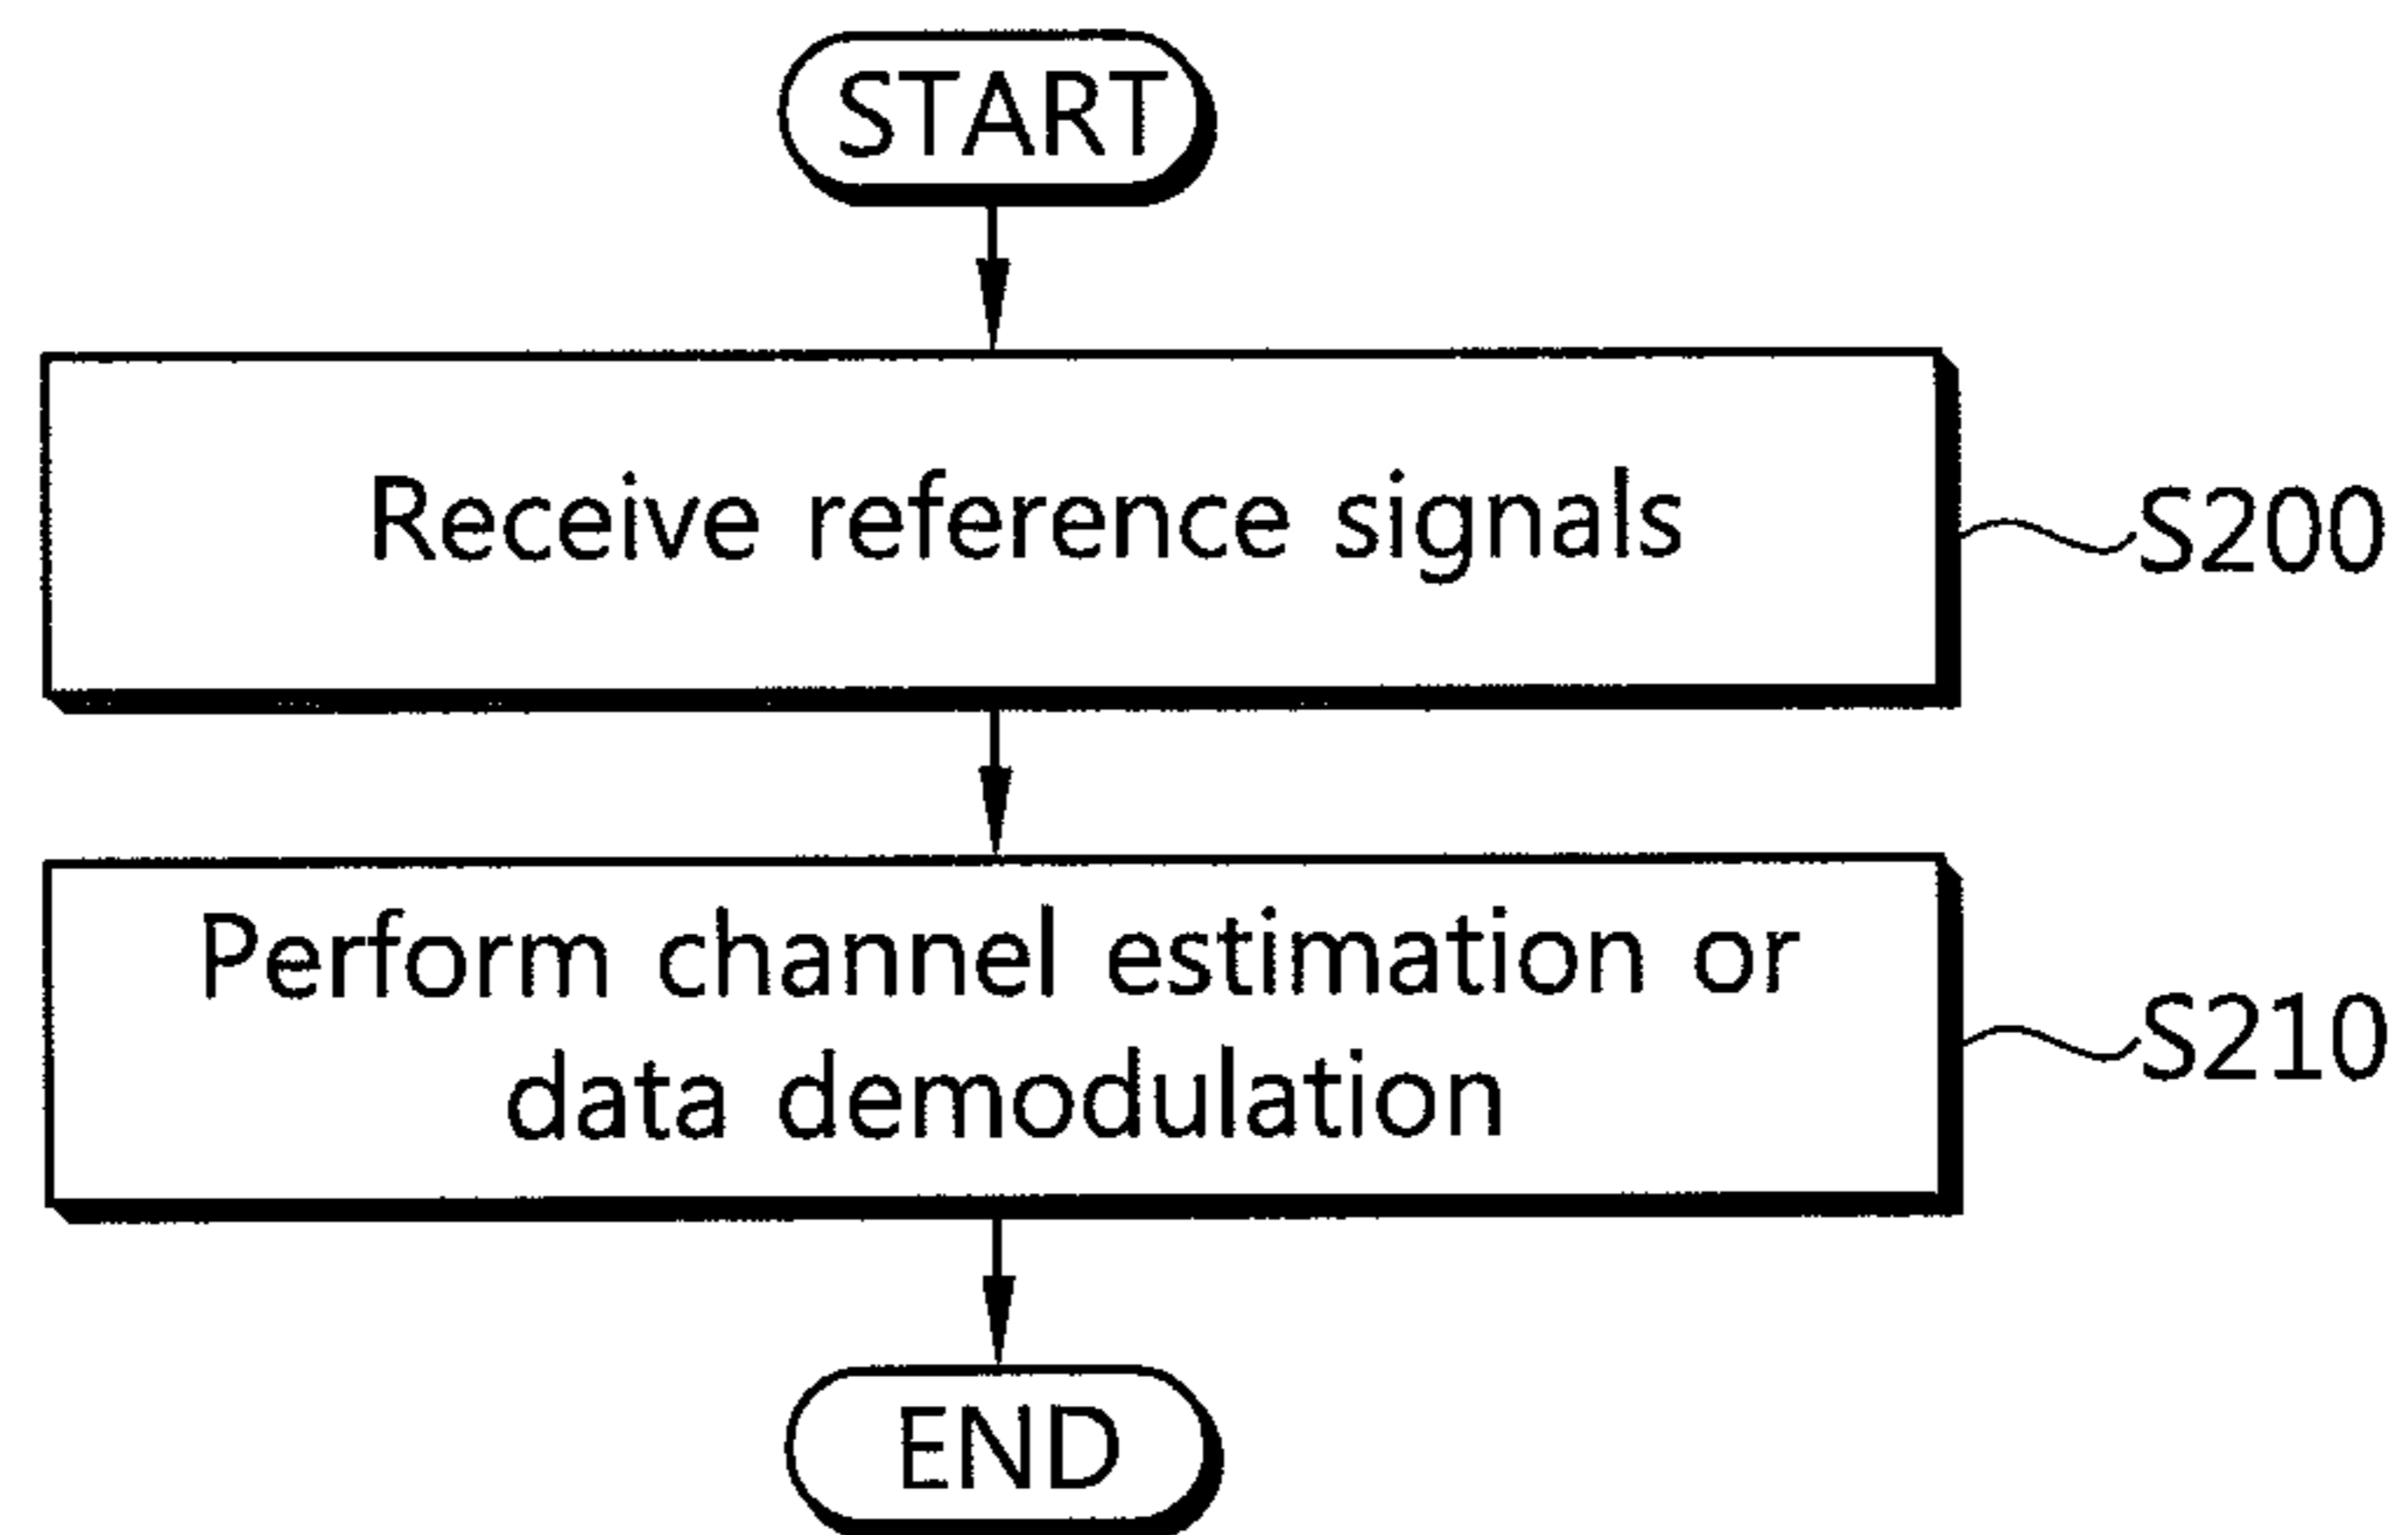 START
Receive reference signals
S200
Perform channel estimation or
data demodulation
S210
END